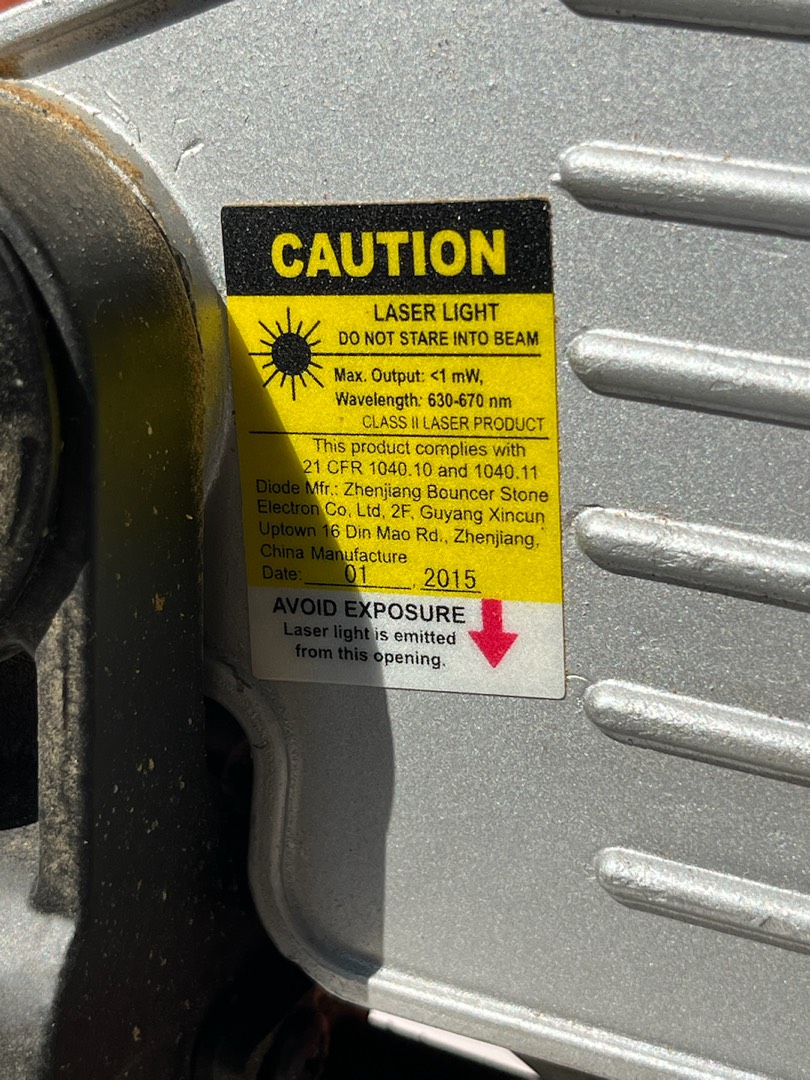 CAUTION
LASER LIGHT
DO NOT STARE INTO BEAM
Max. Output: <1 mW,
Wavelength: 630-670 nm
CLASS II LASER PRODUCT
This product complies with
21 CFR 1040.10 and 1040.11
Diode Mfr.: Zhenjiang Bouncer Stone
Electron Co, Ltd, 2F, Guyang Xincun
Uptown 16 Din Mao Rd., Zhenjiang,
China Manufacture
Date: 01, 2015
AVOID EXPOSURE
Laser light is emitted
from this opening.